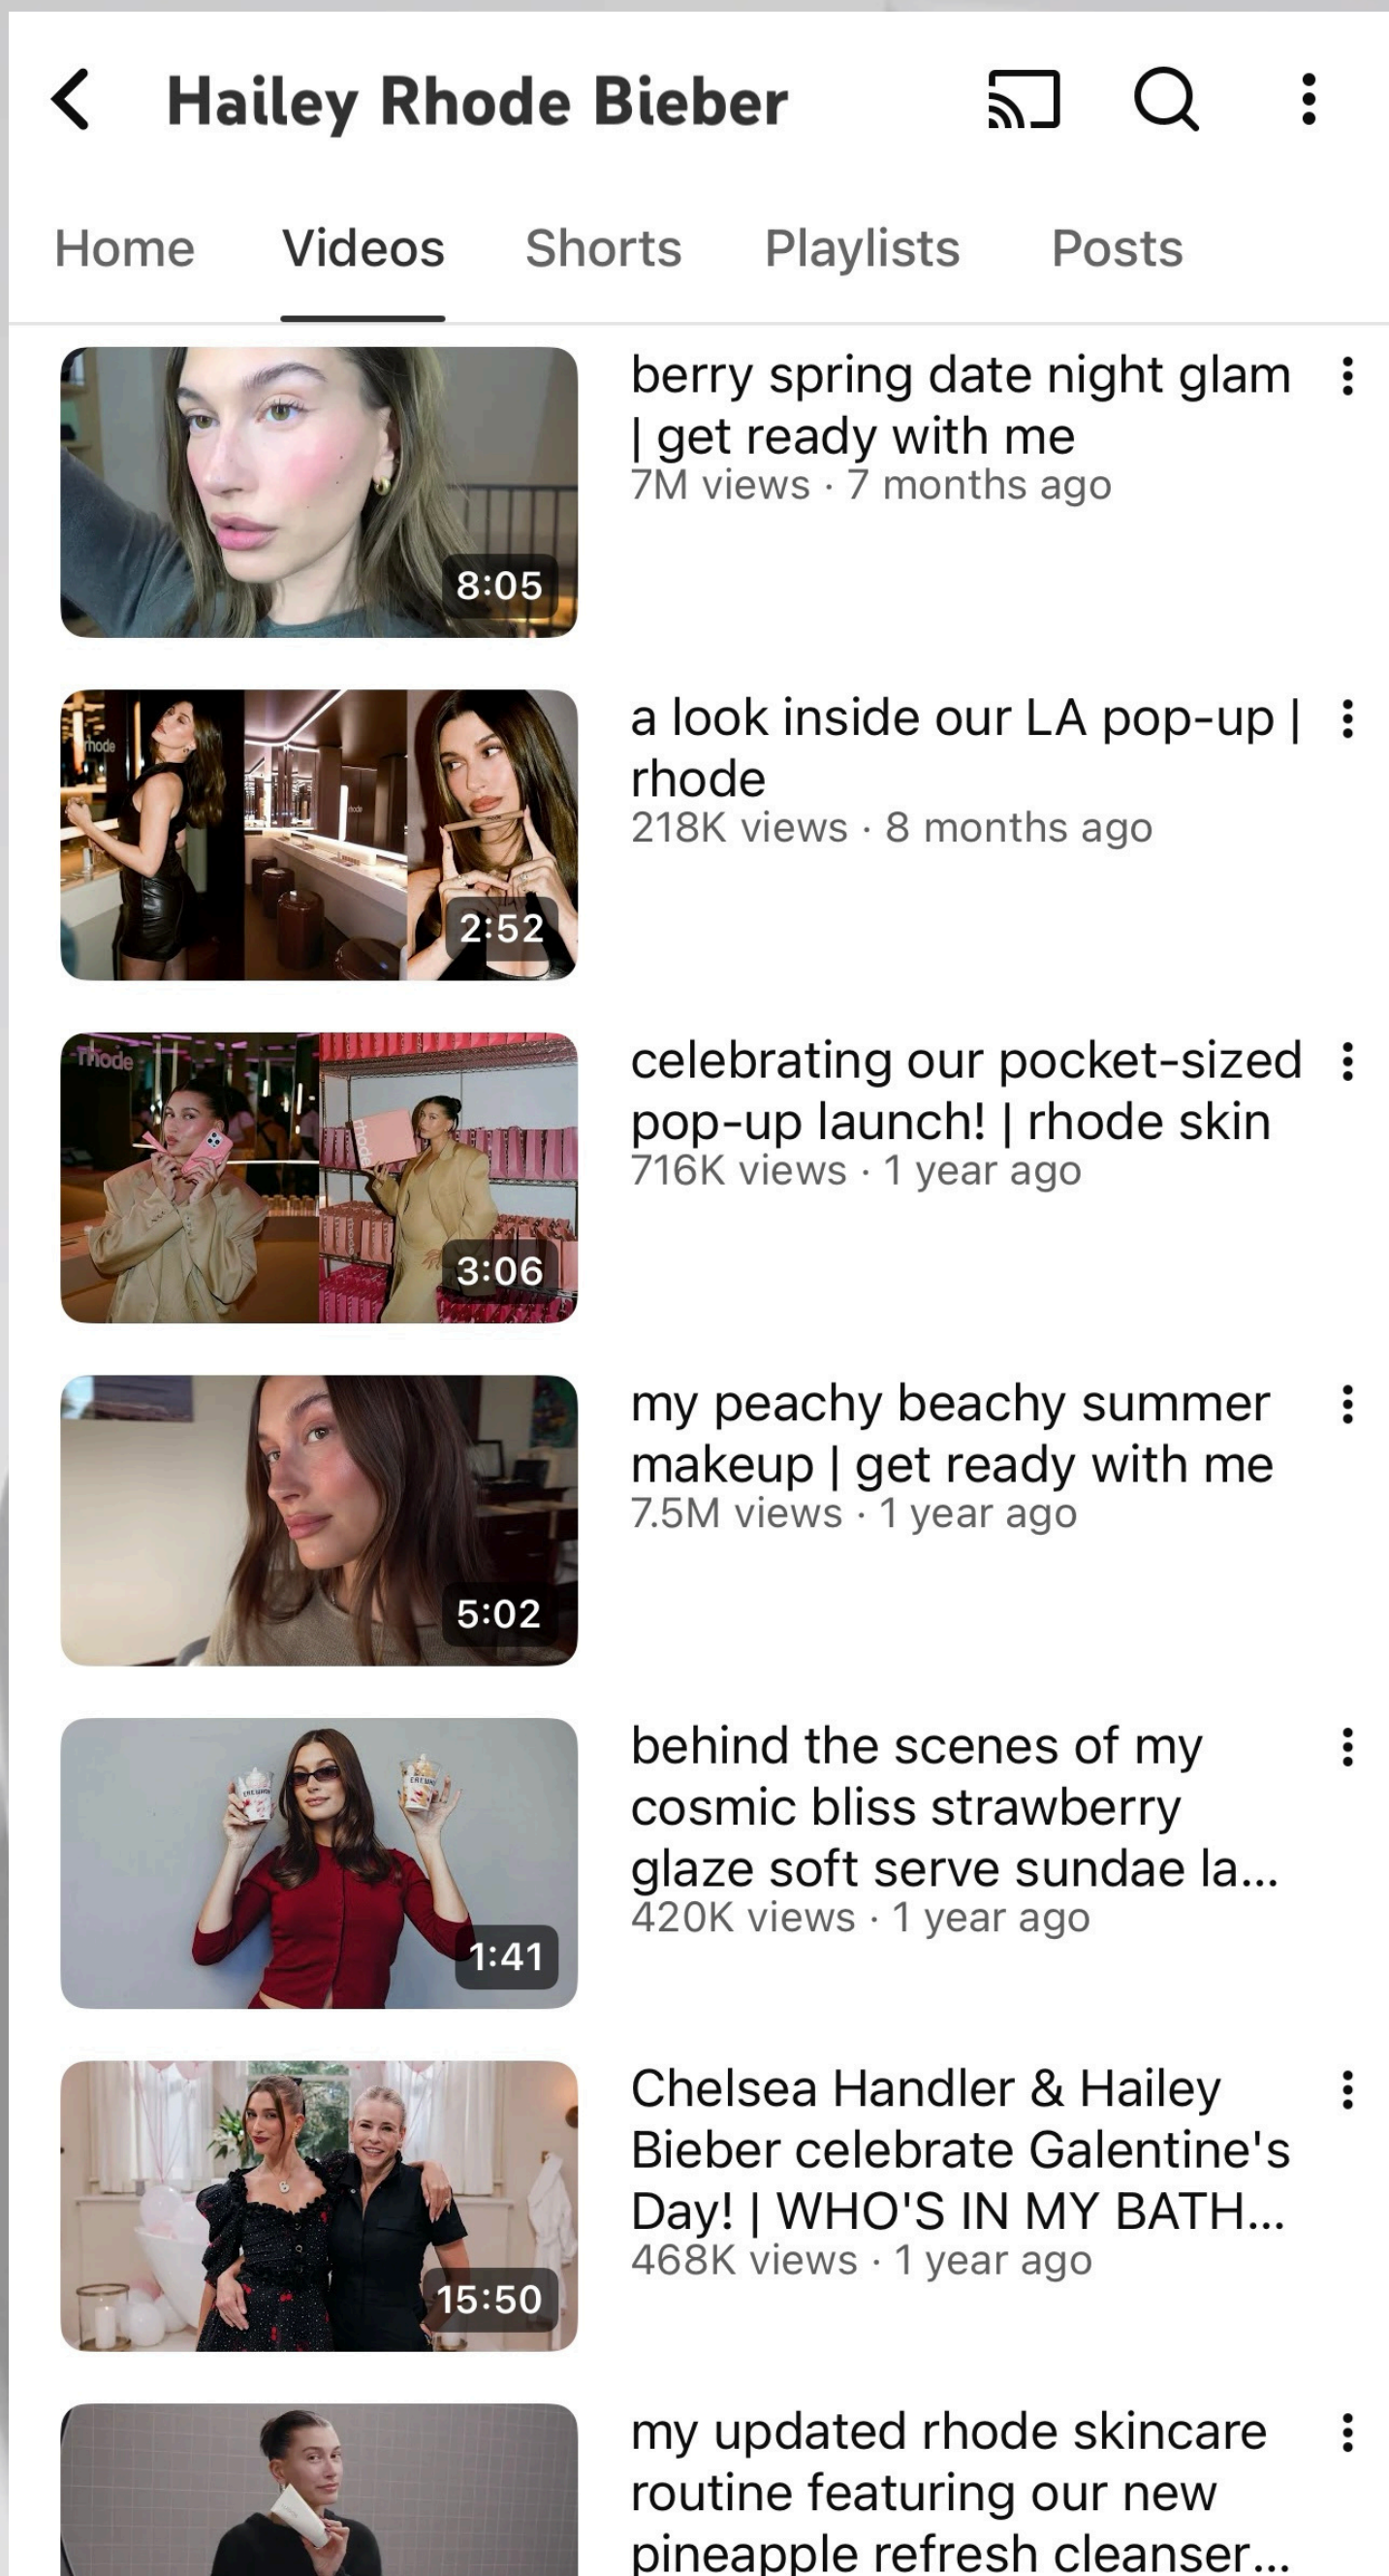 Hailey Rhode Bieber
Home Videos Shorts Playlists Posts
8:05
berry spring date night glam
| get ready with me
7M views · 7 months ago
rhode
rhode
2:52
a look inside our LA pop-up |
rhode
218K views · 8 months ago
rhode
rhode
3:06
celebrating our pocket-sized
pop-up launch! | rhode skin
716K views · 1 year ago
5:02
my peachy beachy summer
makeup | get ready with me
7.5M views · 1 year ago
1:41
behind the scenes of my
cosmic bliss strawberry
glaze soft serve sundae la...
420K views · 1 year ago
B
15:50
Chelsea Handler & Hailey
Bieber celebrate Galentine's
Day! | WHO'S IN MY BATH...
468K views · 1 year ago
my updated rhode skincare
routine featuring our new
pineapple refresh cleanser...